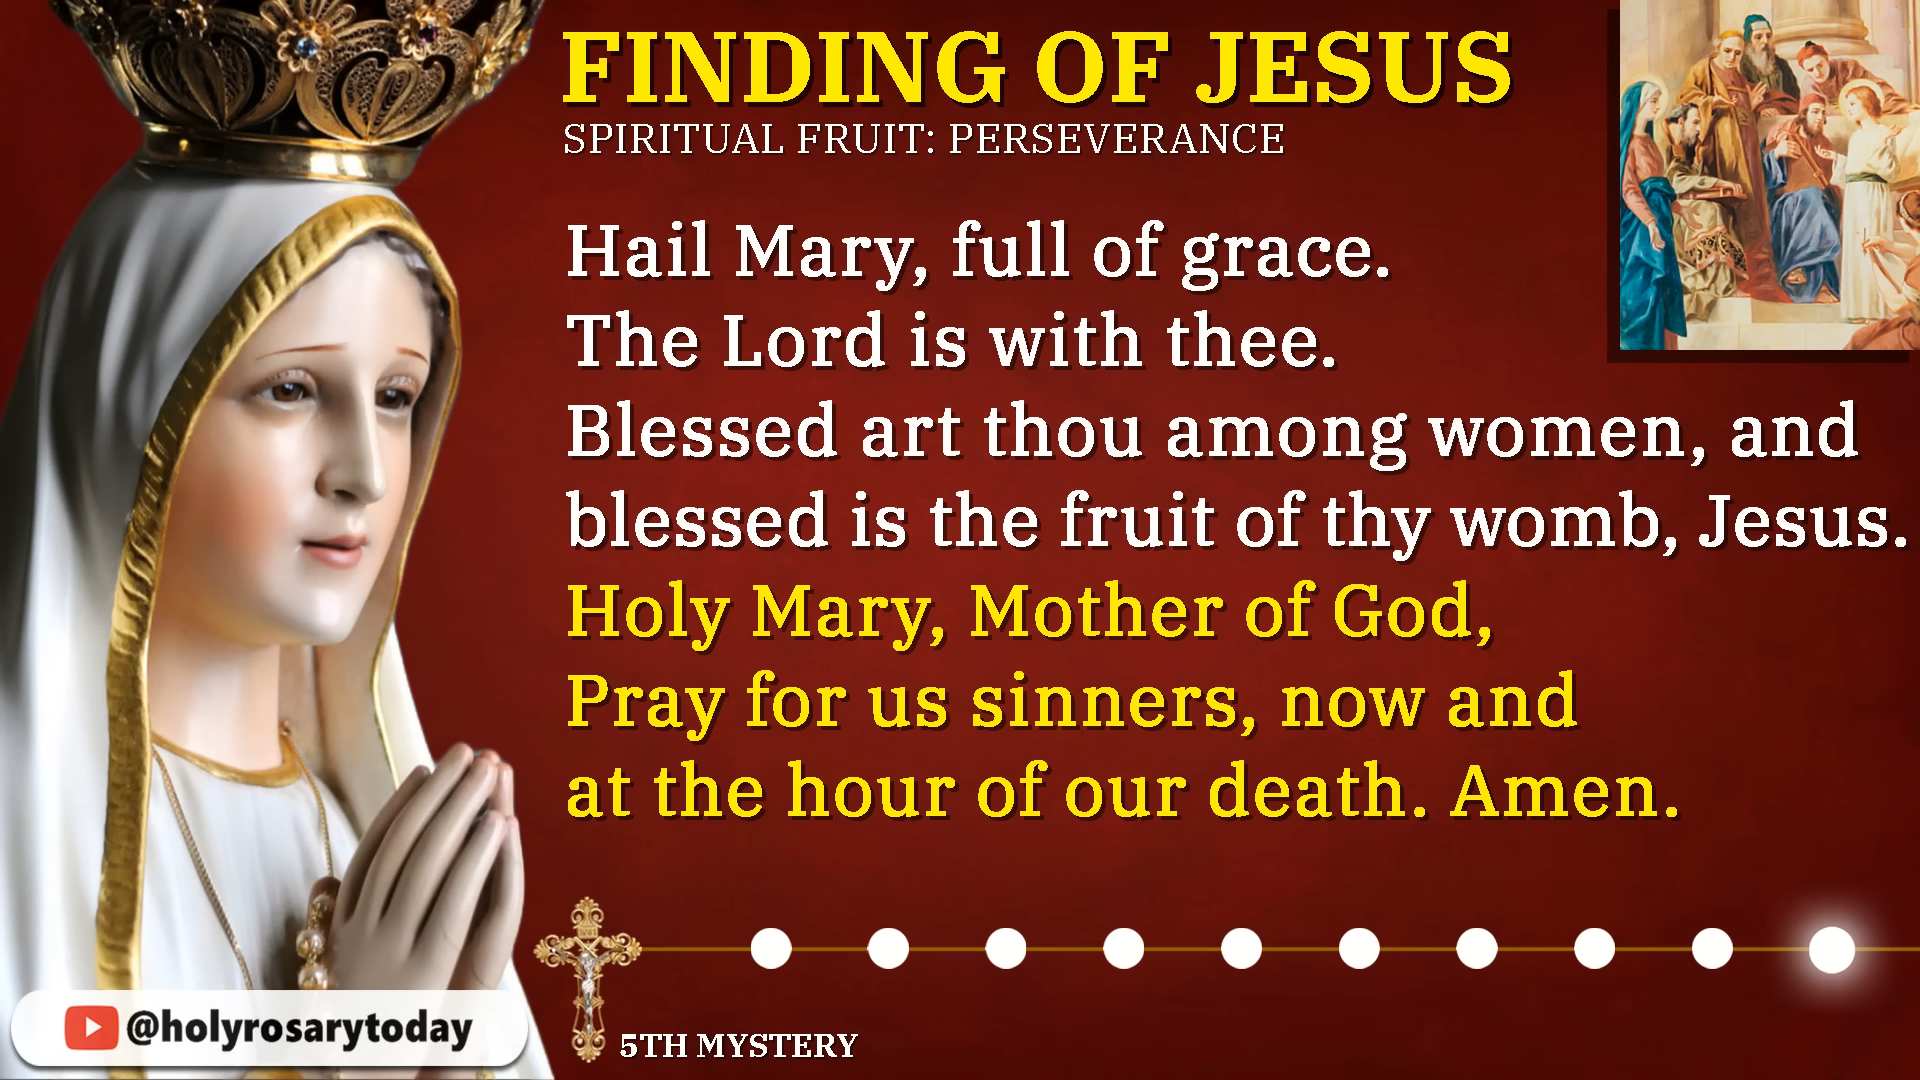 FINDING OF JESUS
SPIRITUAL FRUIT: PERSEVERANCE
Hail Mary, full of grace.
The Lord is with thee.
Blessed art thou among women, and
blessed is the fruit of thy womb, Jesus.
Holy Mary, Mother of God,
Pray for us sinners, now and
at the hour of our death. Amen.
@holyrosarytoday
5TH MYSTERY